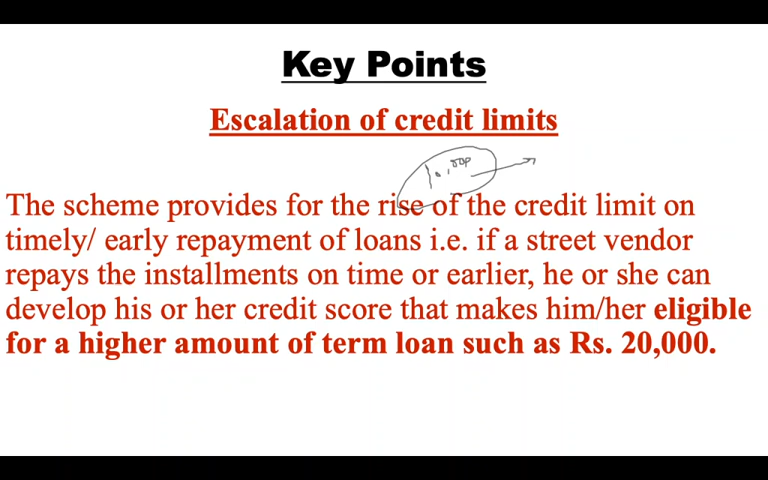 Key Points
Escalation of credit limits
10,000
The scheme provides for the rise of the credit limit on
timely/ early repayment of loans i.e. if a street vendor
repays the installments on time or earlier, he or she can
develop his or her credit score that makes him/her eligible
for a higher amount of term loan such as Rs. 20,000.